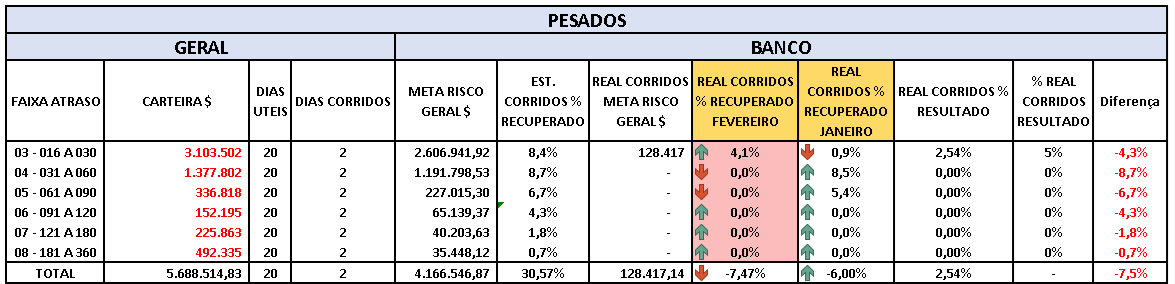 PESADOS
GERAL BANCO
FAIXA ATRASO CARTEIRA $ DIAS UTEIS DIAS CORRIDOS META RISCO GERAL $ EST. CORRIDOS % RECUPERADO REAL CORRIDOS META RISCO GERAL $ REAL CORRIDOS % RECUPERADO FEVEREIRO REAL CORRIDOS % RECUPERADO JANEIRO REAL CORRIDOS % RESULTADO % REAL CORRIDOS RESULTADO Diferença
03 - 016 A 030 3.103.502 20 2 2.606.941,92 8,4% 128.417 4,1% 0,9% 2,54% 5% -4,3%
04 - 031 A 060 1.377.802 20 2 1.191.798,53 8,7% - 0,0% 8,5% 0,00% 0% -8,7%
05 - 061 A 090 336.818 20 2 227.015,30 6,7% - 0,0% 5,4% 0,00% 0% -6,7%
06 - 091 A 120 152.195 20 2 65.139,37 4,3% - 0,0% 0,0% 0,00% 0% -4,3%
07 - 121 A 180 225.863 20 2 40.203,63 1,8% - 0,0% 0,0% 0,00% 0% -1,8%
08 - 181 A 360 492.335 20 2 35.448,12 0,7% - 0,0% 0,0% 0,00% 0% -0,7%
TOTAL 5.688.514,83 20 2 4.166.546,87 30,57% 128.417,14 -7,47% -6,00% 2,54% - -7,5%